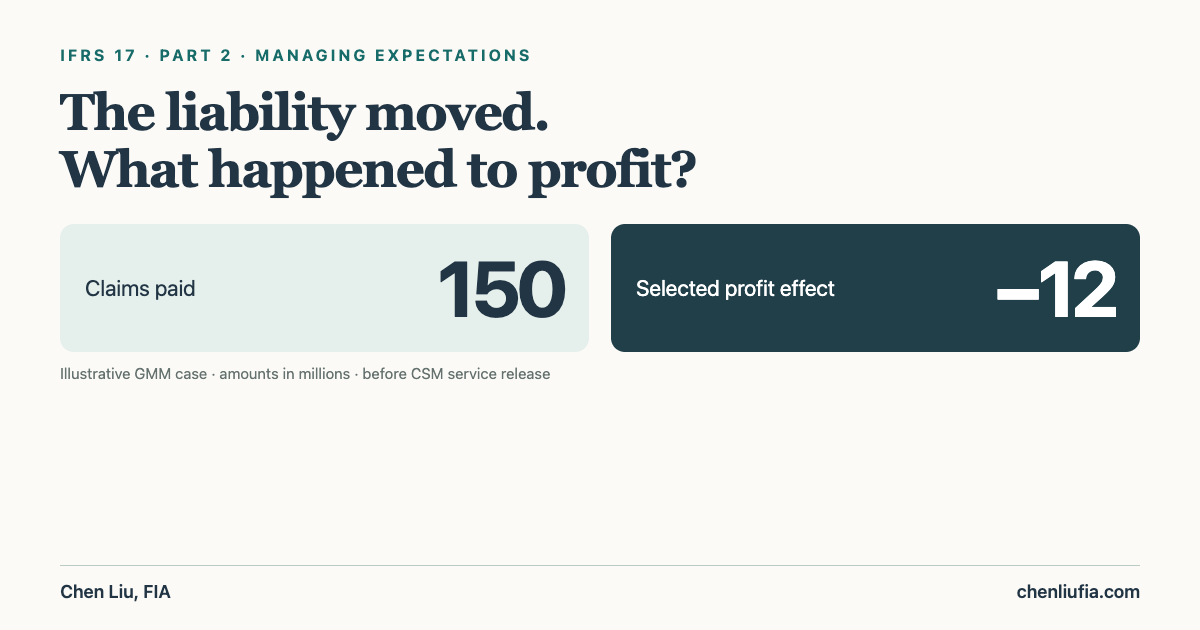 IFRS 17 · PART 2 · MANAGING EXPECTATIONS
The liability moved.
What happened to profit?
Claims paid
150
Selected profit effect
–12
Illustrative GMM case · amounts in millions · before CSM service release
Chen Liu, FIA
chenliufia.com